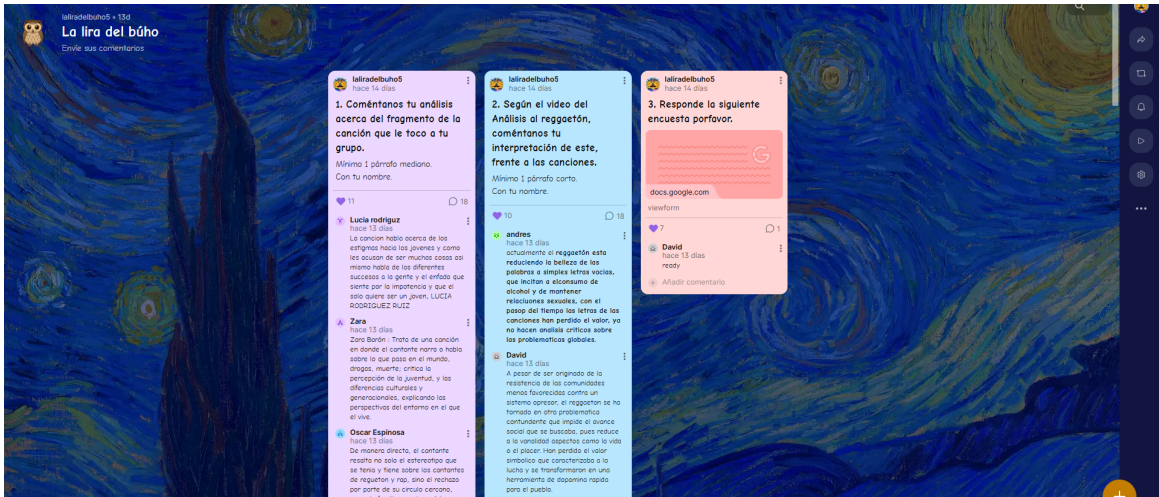 laliradelbuho5 • 13d
La lira del búho
Envíe sus comentarios
laliradelbuho5
hace 14 días
1. Coméntanos tu análisis
acerca del fragmento de la
canción que le toco a tu
grupo.
Mínimo 1 párrafo mediano.
Con tu nombre.
11
18
Lucia rodriguz
hace 13 días
La cancion habla acerca de los
estigmas hacia los jovenes y como
les acusan de ser muchas cosas asi
mismo habla de los diferentes
succesos a la gente y el enfado que
siente por la impotencia y que el
solo quiere ser un joven, LUCIA
RODRIGUEZ RUIZ
Zara
hace 13 días
Zara Barón : Trata de una canción
en donde el cantante narra o habla
sobre lo que pasa en el mundo,
drogas, muerte; critica la
percepción de la juventud, y las
diferencias culturales y
generacionales, explicando las
perspectivas del entorno en el que
el vive.
Oscar Espinosa
hace 13 días
De manera directa, el cantante
resalta no solo el estereotipo que
se tenia y tiene sobre los cantantes
de regueton y rap, sino el rechazo
por parte de su circulo cercano,
laliradelbuho5
hace 14 días
2. Según el video del
Análisis al reggaetón,
coméntanos tu
interpretación de este,
frente a las canciones.
Mínimo 1 párrafo corto.
Con tu nombre.
10
18
andres
hace 13 días
actualmente el reggaetón esta
reduciendo la belleza de las
palabras a simples letras vacias,
que incitan a elconsumo de
alcohol y de mantener
relaciuones sexuales, con el
pasop del tiempo las letras de las
canciones han perdido el valor, ya
no hacen analisis criticos sobre
las problematicas globales.
David
hace 13 días
A pesar de ser originado de la
resistencia de las comunidades
menos favorecidas contra un
sistema opresor, el reggaeton se ha
tornado en otra problematica
contundente que impide el avance
social que se buscaba, pues reduce
a la vanalidad aspectos como la vida
o el placer. Han perdido el valor
simbolico que caracterizaba a la
lucha y se transformaron en una
herramienta de dopamina rapida
para el pueblo.
laliradelbuho5
hace 14 días
3. Responde la siguiente
encuesta porfavor.
G
docs.google.com
viewform
7
1
David
hace 13 días
ready
Añadir comentario